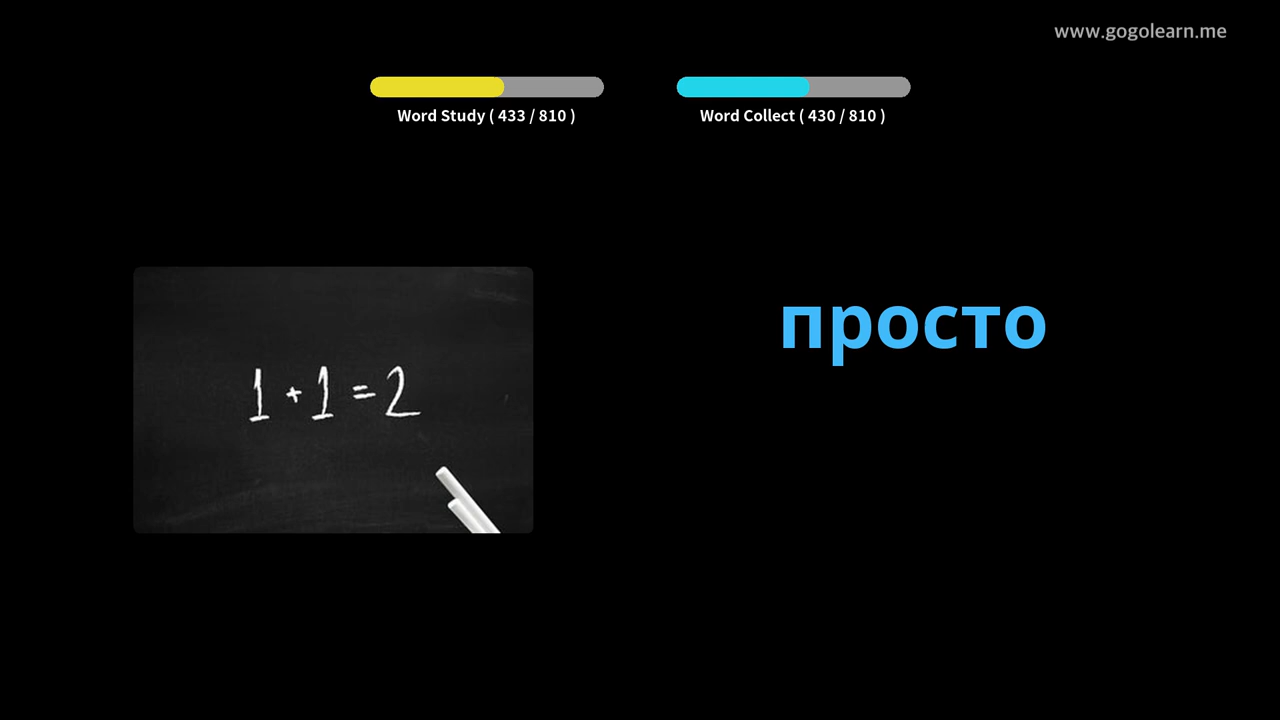 www.gogolearn.me
Word Study ( 433 / 810 )
Word Collect ( 430 / 810 )
просто
1 + 1 = 2